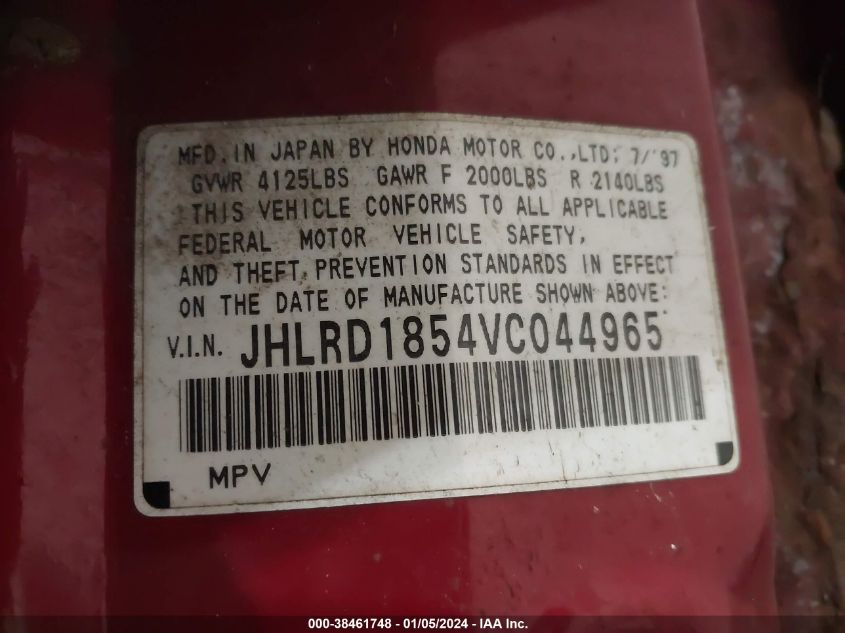 MFD. IN JAPAN BY HONDA MOTOR CO.,LTD; 7/'97
GVWR 4125LBS GAWR F 2000LBS R 2140LBS
THIS VEHICLE CONFORMS TO ALL APPLICABLE
FEDERAL MOTOR VEHICLE SAFETY,
AND THEFT PREVENTION STANDARDS IN EFFECT
ON THE DATE OF MANUFACTURE SHOWN ABOVE:
V.I.N. JHLRD1854VC044965
MPV
000-38461748 - 01/05/2024 - IAA Inc.